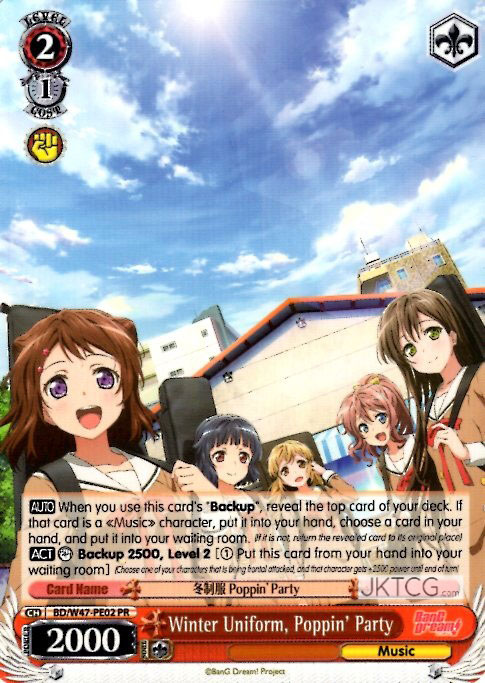 LEVEL
2
1
COST
AUTO When you use this card's "Backup", reveal the top card of your deck. If
that card is a «Music» character, put it into your hand, choose a card in your
hand, and put it into your waiting room. (If it is not, return the revealed card to its original place)
ACT Backup 2500, Level 2 [① Put this card from your hand into your
waiting room] (Choose one of your characters that is being frontal attacked, and that character gets +2500 power until end of turn)
Card Name 冬制服 Poppin' Party
JKTCG.com
CH BD/W47-PE02 PR
POWER 2000
SOUL
Winter Uniform, Poppin' Party
BanG Dream!
Music
©BanG Dream! Project